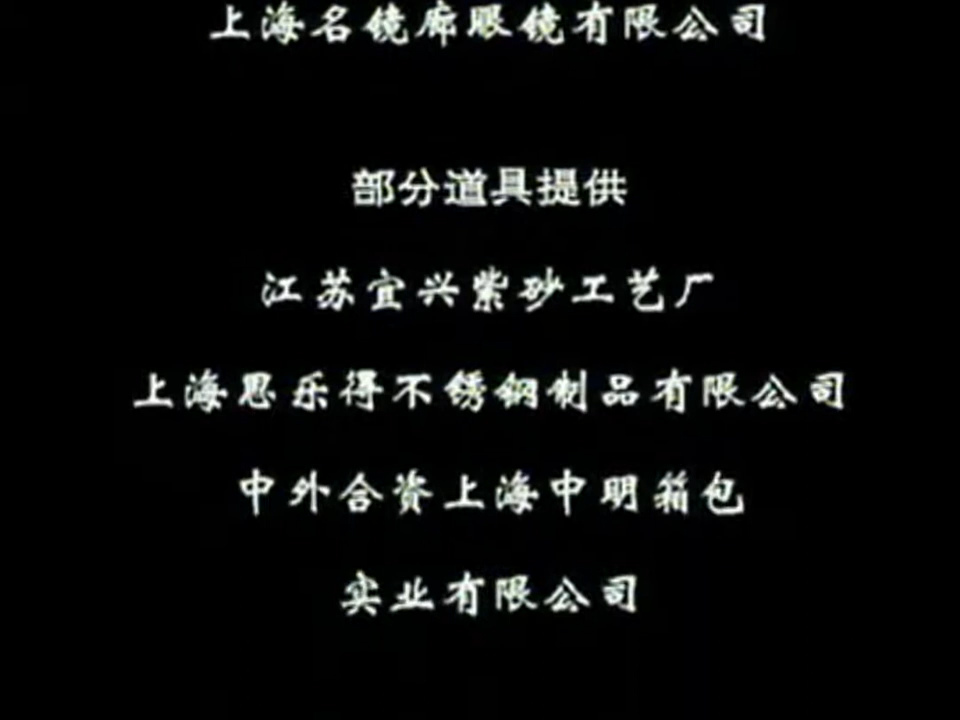 上海名镜廊眼镜有限公司
部分道具提供
江苏宜兴紫砂工艺厂
上海思乐得不锈钢制品有限公司
中外合资上海中明箱包
实业有限公司